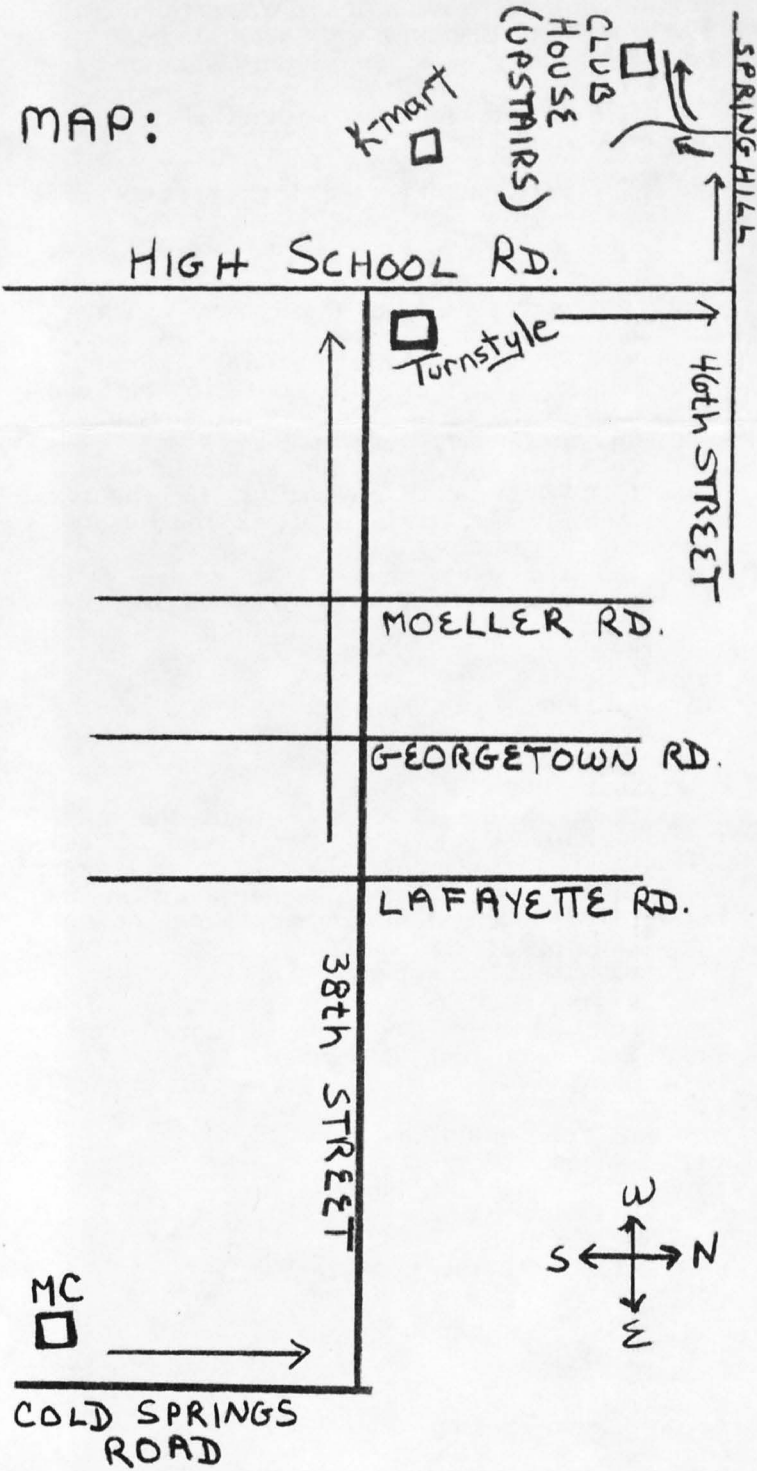 SPRING HILL
CLUB
HOUSE
(UPSTAIRS)
MAP:
K-mart
HIGH SCHOOL RD.
Turnstyle
46th STREET
MOELLER RD.
GEORGETOWN RD.
LAFAYETTE RD.
38th STREET
W
S N
E
MC
COLD SPRINGS
ROAD